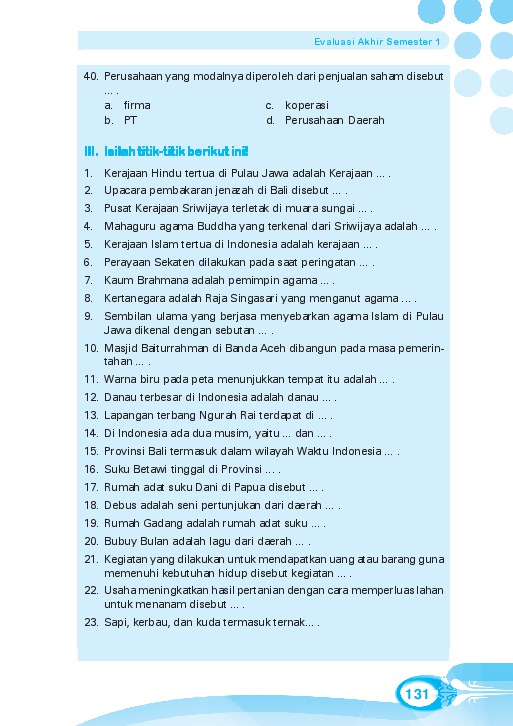 Evaluasi Akhir Semester 1
40. Perusahaan yang modalnya diperoleh dari penjualan saham disebut
... .
a. firma c. koperasi
b. PT d. Perusahaan Daerah
III. Isilah titik-titik berikut ini!
1. Kerajaan Hindu tertua di Pulau Jawa adalah Kerajaan ... .
2. Upacara pembakaran jenazah di Bali disebut ... .
3. Pusat Kerajaan Sriwijaya terletak di muara sungai ... .
4. Mahaguru agama Buddha yang terkenal dari Sriwijaya adalah ... .
5. Kerajaan Islam tertua di Indonesia adalah kerajaan ... .
6. Perayaan Sekaten dilakukan pada saat peringatan ... .
7. Kaum Brahmana adalah pemimpin agama ... .
8. Kertanegara adalah Raja Singasari yang menganut agama ... .
9. Sembilan ulama yang berjasa menyebarkan agama Islam di Pulau
Jawa dikenal dengan sebutan ... .
10. Masjid Baiturrahman di Banda Aceh dibangun pada masa pemerin-
tahan ... .
11. Warna biru pada peta menunjukkan tempat itu adalah ... .
12. Danau terbesar di Indonesia adalah danau ... .
13. Lapangan terbang Ngurah Rai terdapat di ... .
14. Di Indonesia ada dua musim, yaitu ... dan ... .
15. Provinsi Bali termasuk dalam wilayah Waktu Indonesia ... .
16. Suku Betawi tinggal di Provinsi ... .
17. Rumah adat suku Dani di Papua disebut ... .
18. Debus adalah seni pertunjukan dari daerah ... .
19. Rumah Gadang adalah rumah adat suku ... .
20. Bubuy Bulan adalah lagu dari daerah ... .
21. Kegiatan yang dilakukan untuk mendapatkan uang atau barang guna
memenuhi kebutuhan hidup disebut kegiatan ... .
22. Usaha meningkatkan hasil pertanian dengan cara memperluas lahan
untuk menanam disebut ... .
23. Sapi, kerbau, dan kuda termasuk ternak... .
131